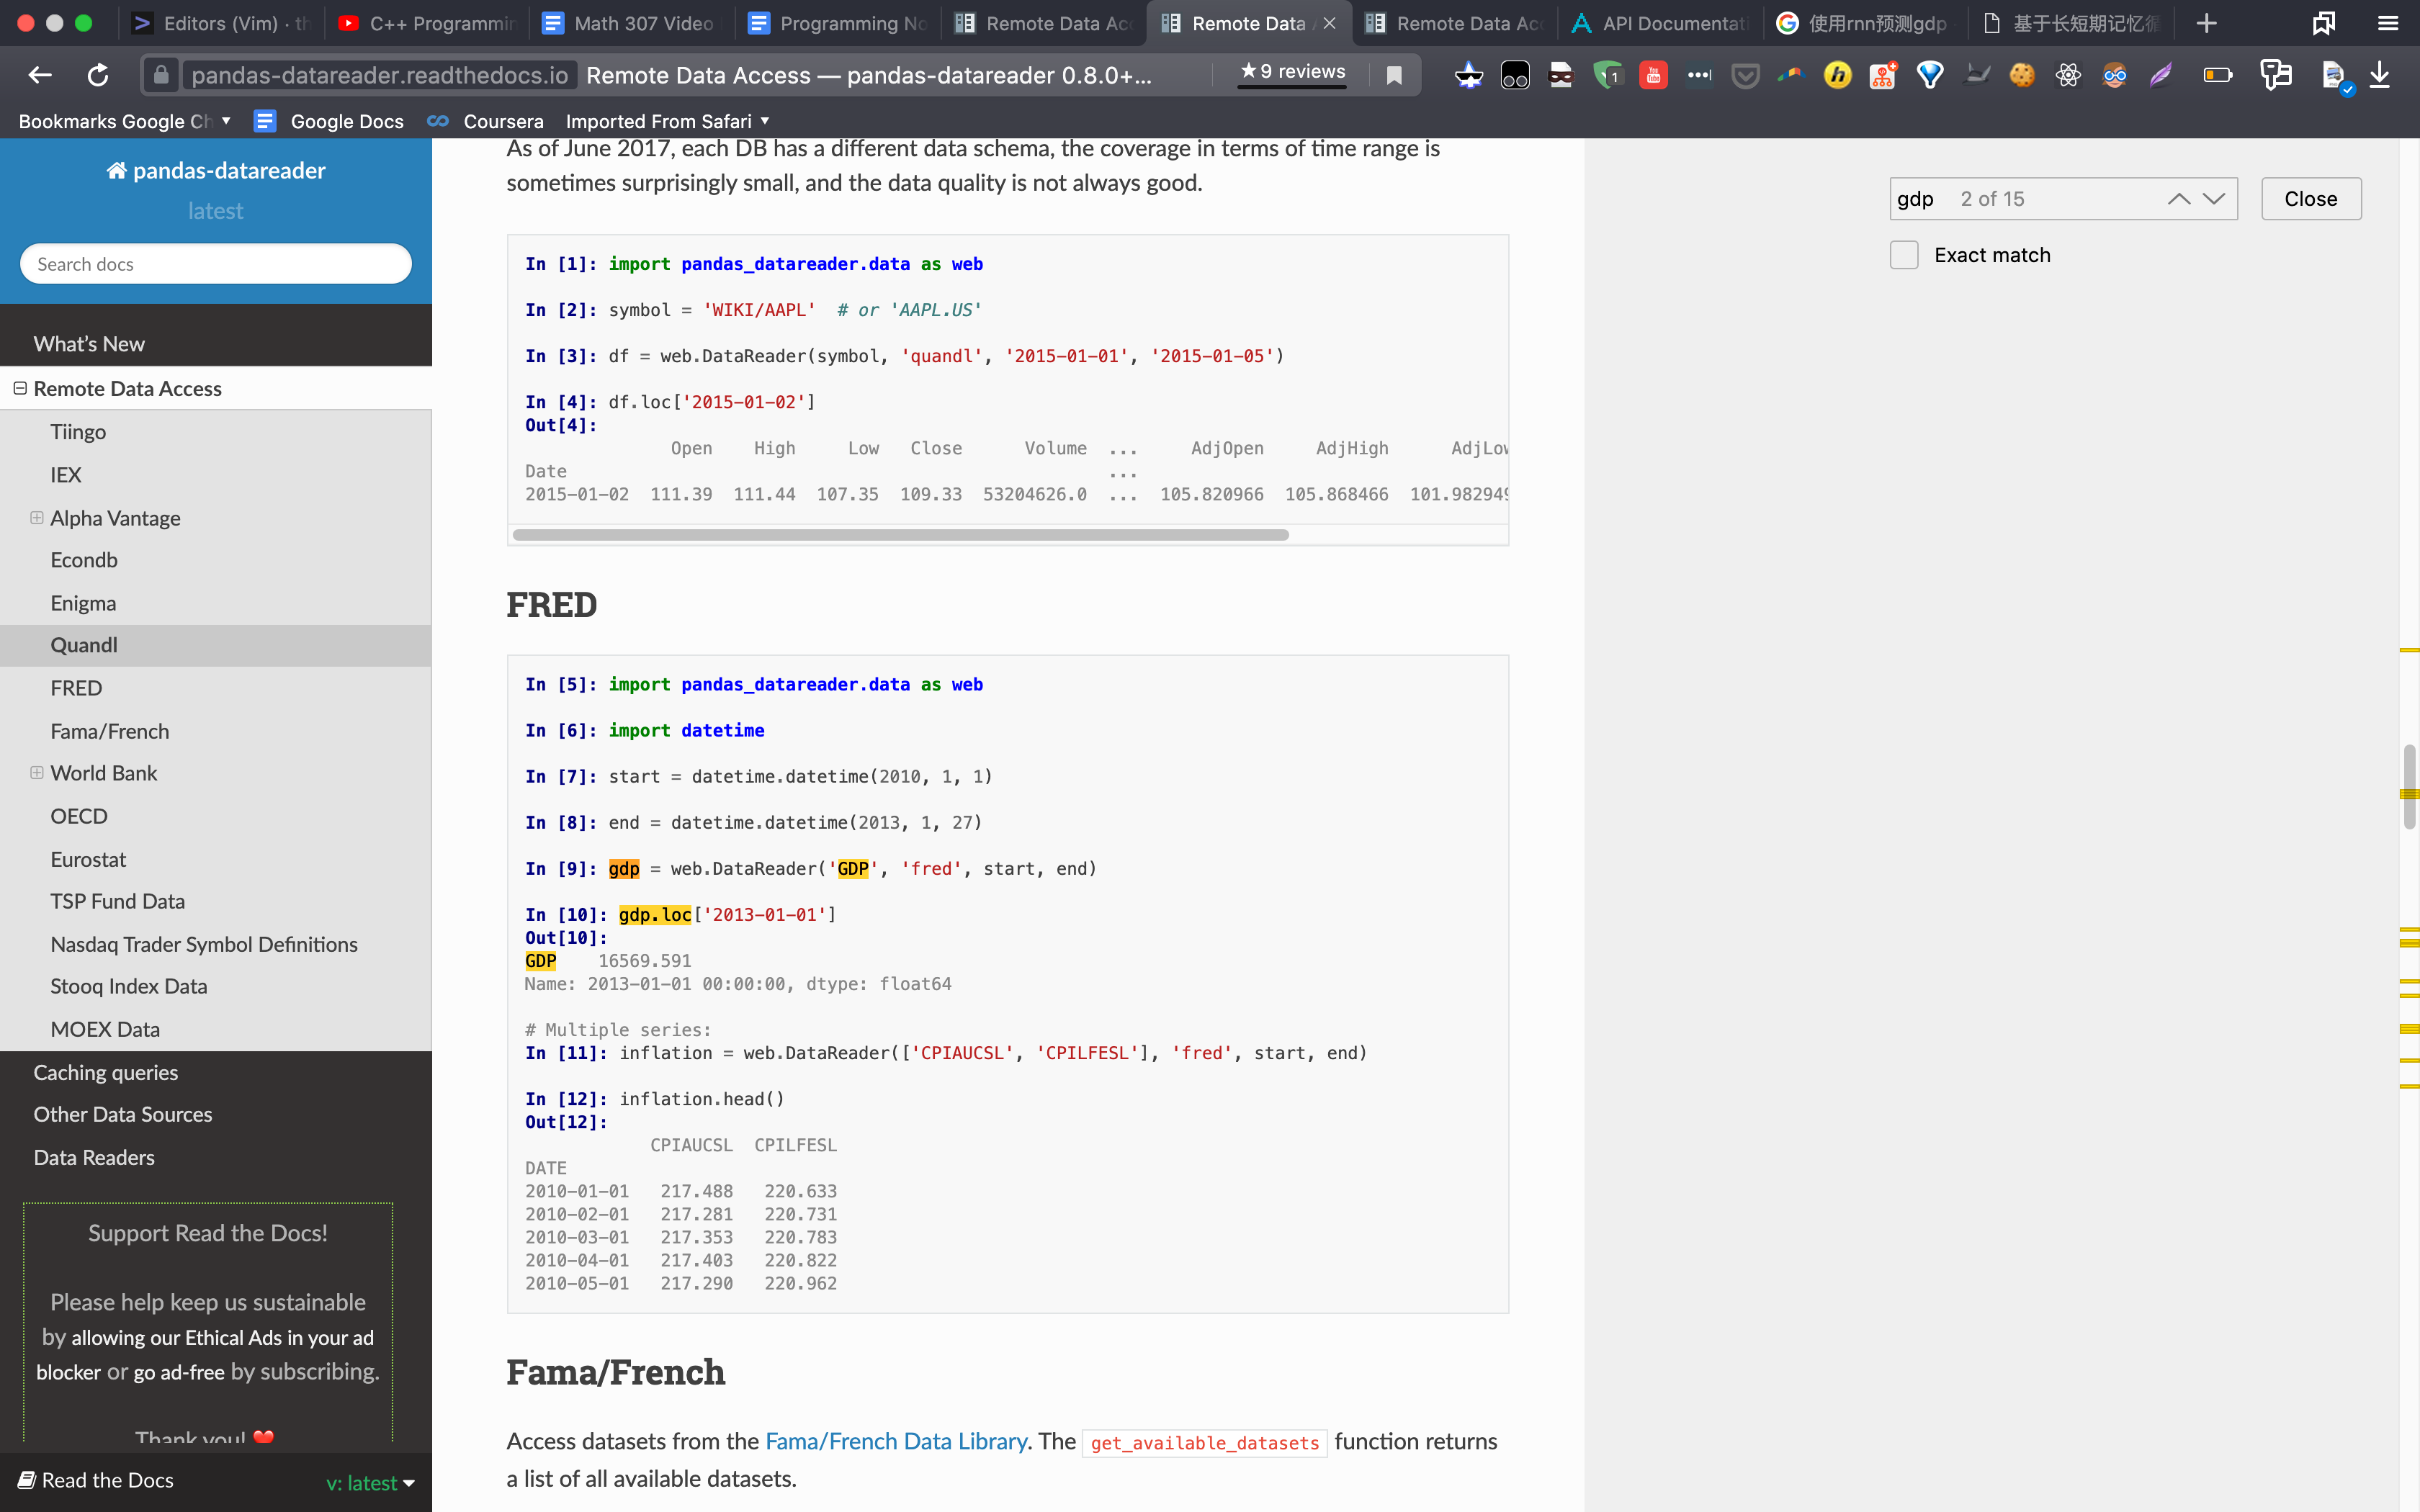 Editors (Vim) · th
C++ Programmin
Math 307 Video
Programming No
Remote Data Acc
Remote Data
Remote Data Acc
API Documentati
使用rnn预测gdp
基于长短期记忆
pandas-datareader.readthedocs.io
Remote Data Access — pandas-datareader 0.8.0+...
★9 reviews
Bookmarks Google Ch
Google Docs
Coursera
Imported From Safari
pandas-datareader
latest
Search docs
What's New
Remote Data Access
Tiingo
IEX
Alpha Vantage
Econdb
Enigma
Quandl
FRED
Fama/French
World Bank
OECD
Eurostat
TSP Fund Data
Nasdaq Trader Symbol Definitions
Stooq Index Data
MOEX Data
Caching queries
Other Data Sources
Data Readers
Support Read the Docs!
Please help keep us sustainable
by allowing our Ethical Ads in your ad
blocker or go ad-free by subscribing.
Thank you! ❤️
Read the Docs
v: latest
As of June 2017, each DB has a different data schema, the coverage in terms of time range is
sometimes surprisingly small, and the data quality is not always good.
In [1]: import pandas_datareader.data as web
In [2]: symbol = 'WIKI/AAPL'  # or 'AAPL.US'
In [3]: df = web.DataReader(symbol, 'quandl', '2015-01-01', '2015-01-05')
In [4]: df.loc['2015-01-02']
Out[4]:
Open High Low Close Volume ... AdjOpen AdjHigh AdjLow
Date ...
2015-01-02 111.39 111.44 107.35 109.33 53204626.0 ... 105.820966 105.868466 101.982949
FRED
In [5]: import pandas_datareader.data as web
In [6]: import datetime
In [7]: start = datetime.datetime(2010, 1, 1)
In [8]: end = datetime.datetime(2013, 1, 27)
In [9]: gdp = web.DataReader('GDP', 'fred', start, end)
In [10]: gdp.loc['2013-01-01']
Out[10]:
GDP    16569.591
Name: 2013-01-01 00:00:00, dtype: float64
# Multiple series:
In [11]: inflation = web.DataReader(['CPIAUCSL', 'CPILFESL'], 'fred', start, end)
In [12]: inflation.head()
Out[12]:
CPIAUCSL CPILFESL
DATE
2010-01-01 217.488 220.633
2010-02-01 217.281 220.731
2010-03-01 217.353 220.783
2010-04-01 217.403 220.822
2010-05-01 217.290 220.962
Fama/French
Access datasets from the Fama/French Data Library. The get_available_datasets function returns
a list of all available datasets.
gdp 2 of 15
Close
Exact match